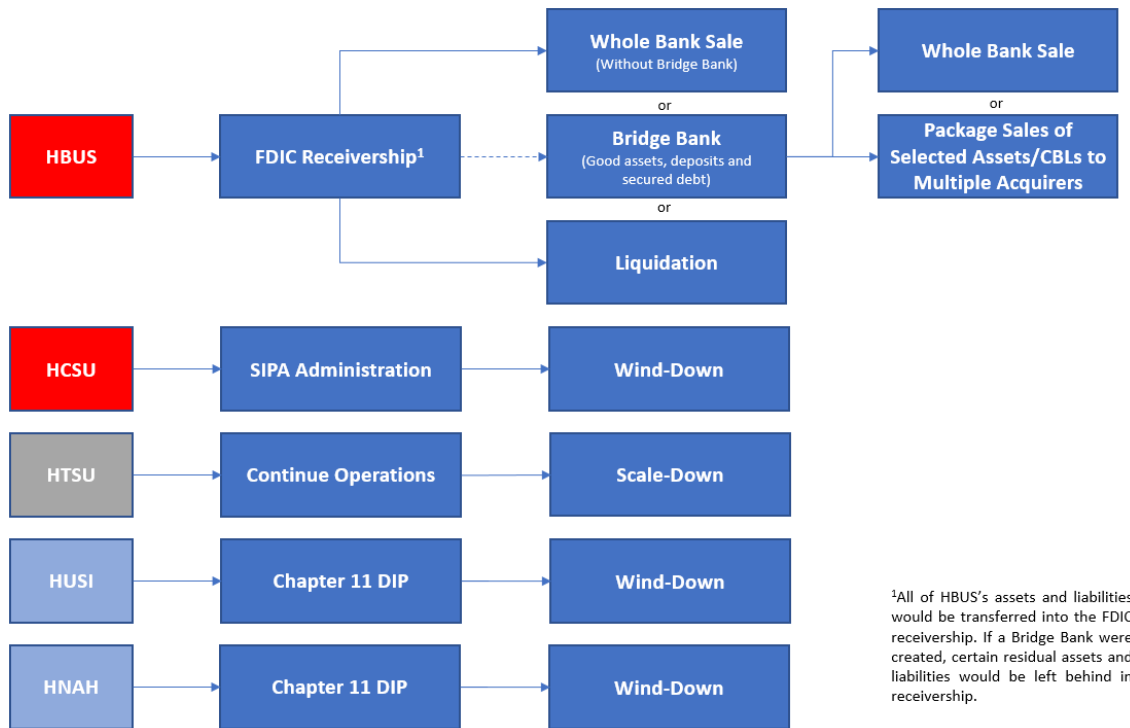 Whole Bank Sale
(Without Bridge Bank)
Whole Bank Sale
or
or
HBUS
FDIC Receivership¹
Bridge Bank
(Good assets, deposits and
secured debt)
Package Sales of
Selected Assets/CBLs to
Multiple Acquirers
or
Liquidation
HCSU
SIPA Administration
Wind-Down
HTSU
Continue Operations
Scale-Down
HUSI
Chapter 11 DIP
Wind-Down
HNAH
Chapter 11 DIP
Wind-Down
¹All of HBUS's assets and liabilities
would be transferred into the FDIC
receivership. If a Bridge Bank were
created, certain residual assets and
liabilities would be left behind in
receivership.